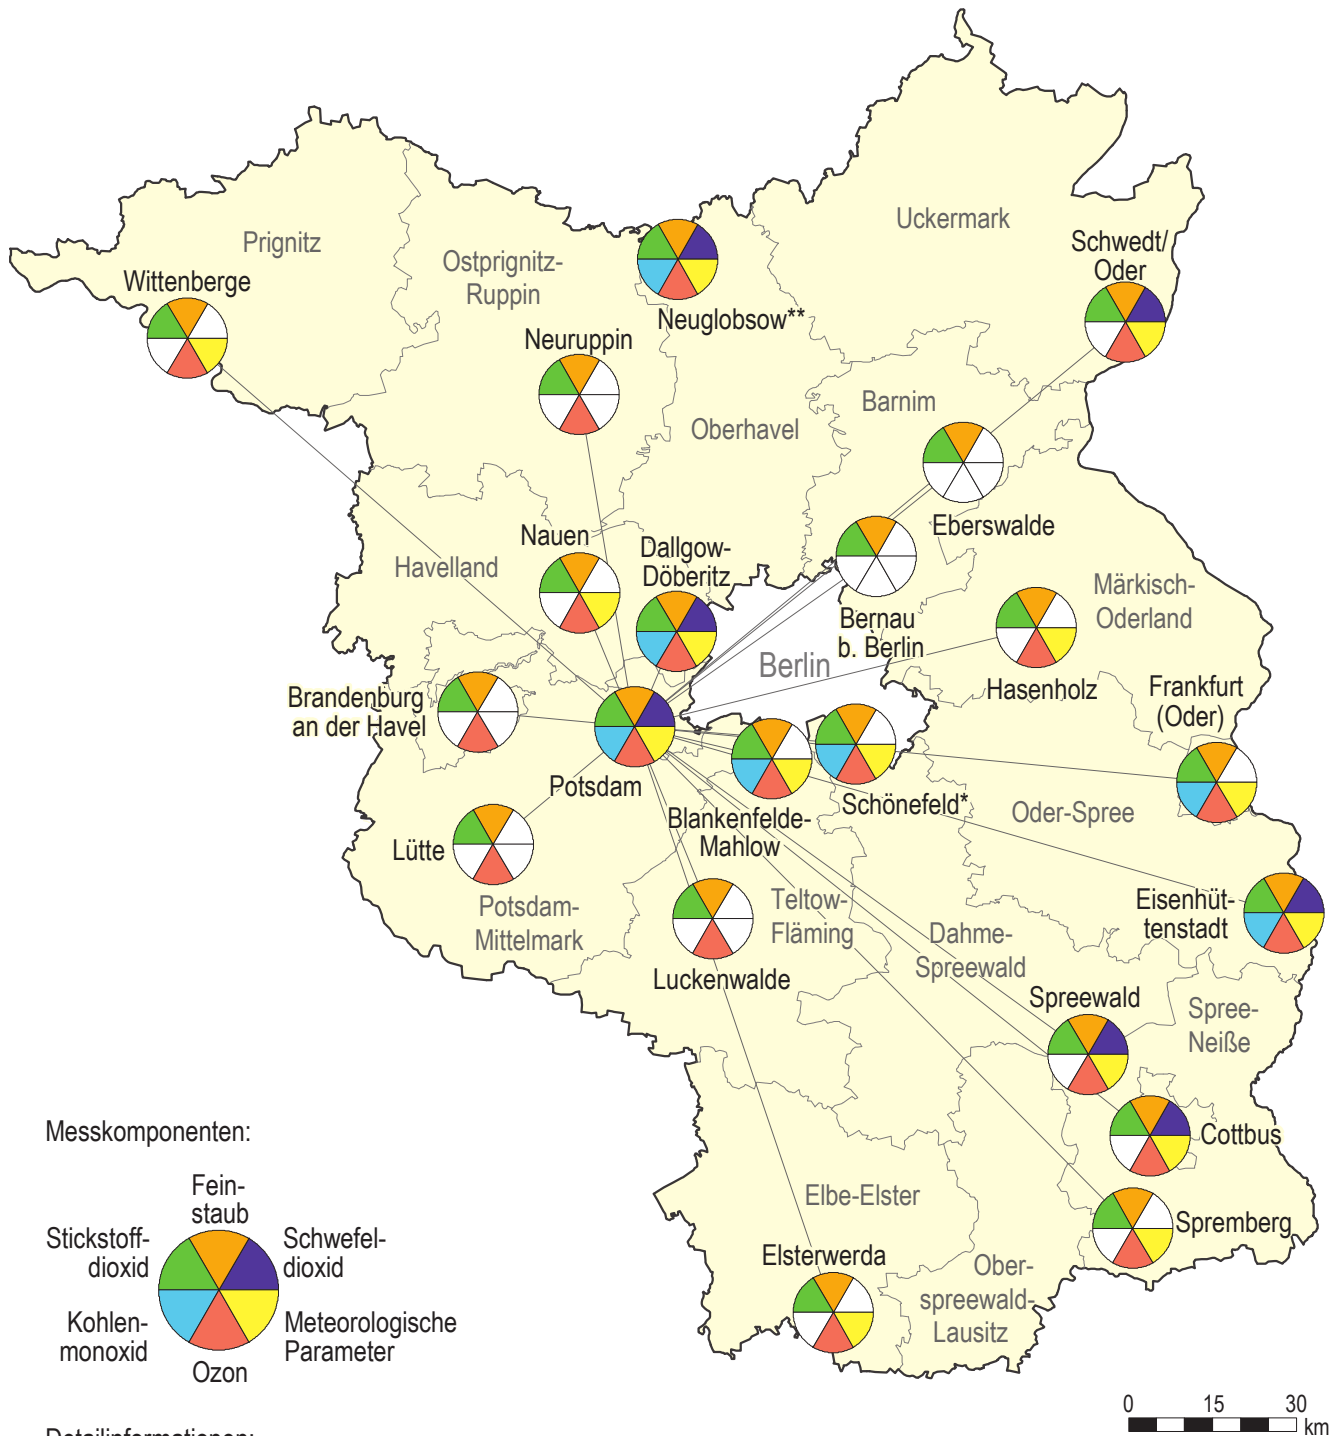 Uckermark
Prignitz
Schwedt/
Oder
Ostprignitz-
Ruppin
Wittenberge
Neuglobsow**
Neuruppin
Barnim
Oberhavel
Eberswalde
Nauen
Dallgow-
Döberitz
Havelland
Märkisch-
Oderland
Bernau
b. Berlin
Berlin
Hasenholz
Frankfurt
(Oder)
Brandenburg
an der Havel
Potsdam
Schönefeld*
Oder-Spree
Blankenfelde-
Mahlow
Lütte
Potsdam-
Mittelmark
Teltow-
Fläming
Eisenhüt-
tenstadt
Dahme-
Spreewald
Luckenwalde
Spreewald
Spree-
Neiße
Cottbus
Elbe-Elster
Spremberg
Elsterwerda
Ober-
spreewald-
Lausitz
Messkomponenten:
Fein-
staub
Stickstoff-
dioxid
Schwefel-
dioxid
Kohlen-
monoxid
Meteorologische
Parameter
Ozon
0 15 30
km
Detailinformationen: